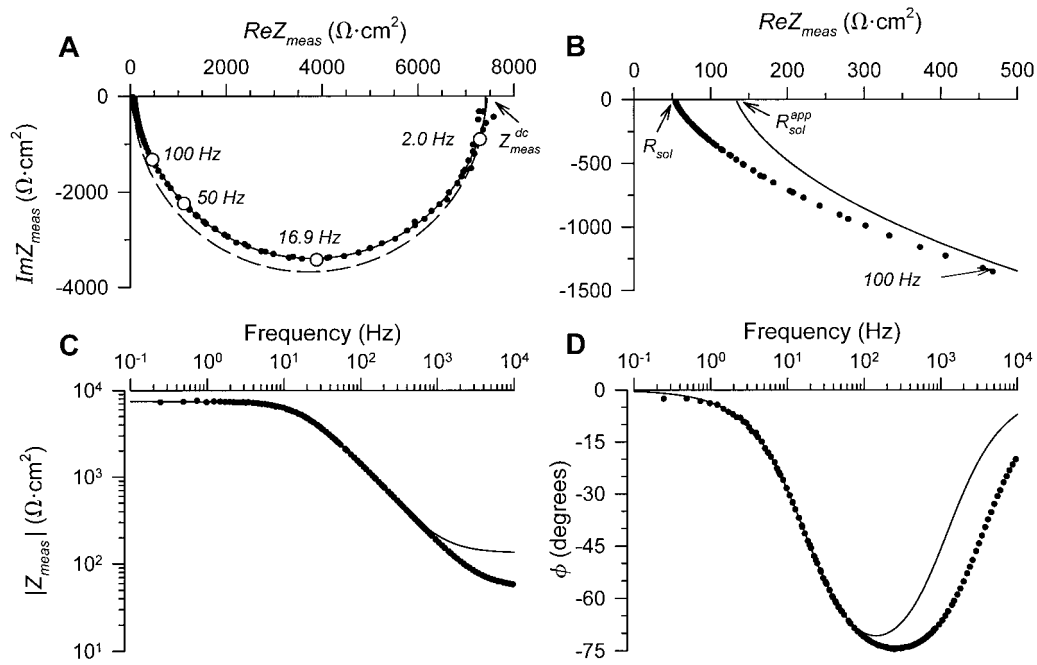 A
ReZmeas (Ω·cm²)
0 2000 4000 6000 8000
ImZmeas (Ω·cm²)
0
-2000
-4000
100 Hz
50 Hz
16.9 Hz
2.0 Hz
Z dc meas
B
ReZmeas (Ω·cm²)
0 100 200 300 400 500
0
-500
-1000
-1500
Rsol
R app sol
100 Hz
C
Frequency (Hz)
10⁻¹ 10⁰ 10¹ 10² 10³ 10⁴
|Zmeas| (Ω·cm²)
10⁴
10³
10²
10¹
D
Frequency (Hz)
10⁻¹ 10⁰ 10¹ 10² 10³ 10⁴
ϕ (degrees)
0
-15
-30
-45
-60
-75